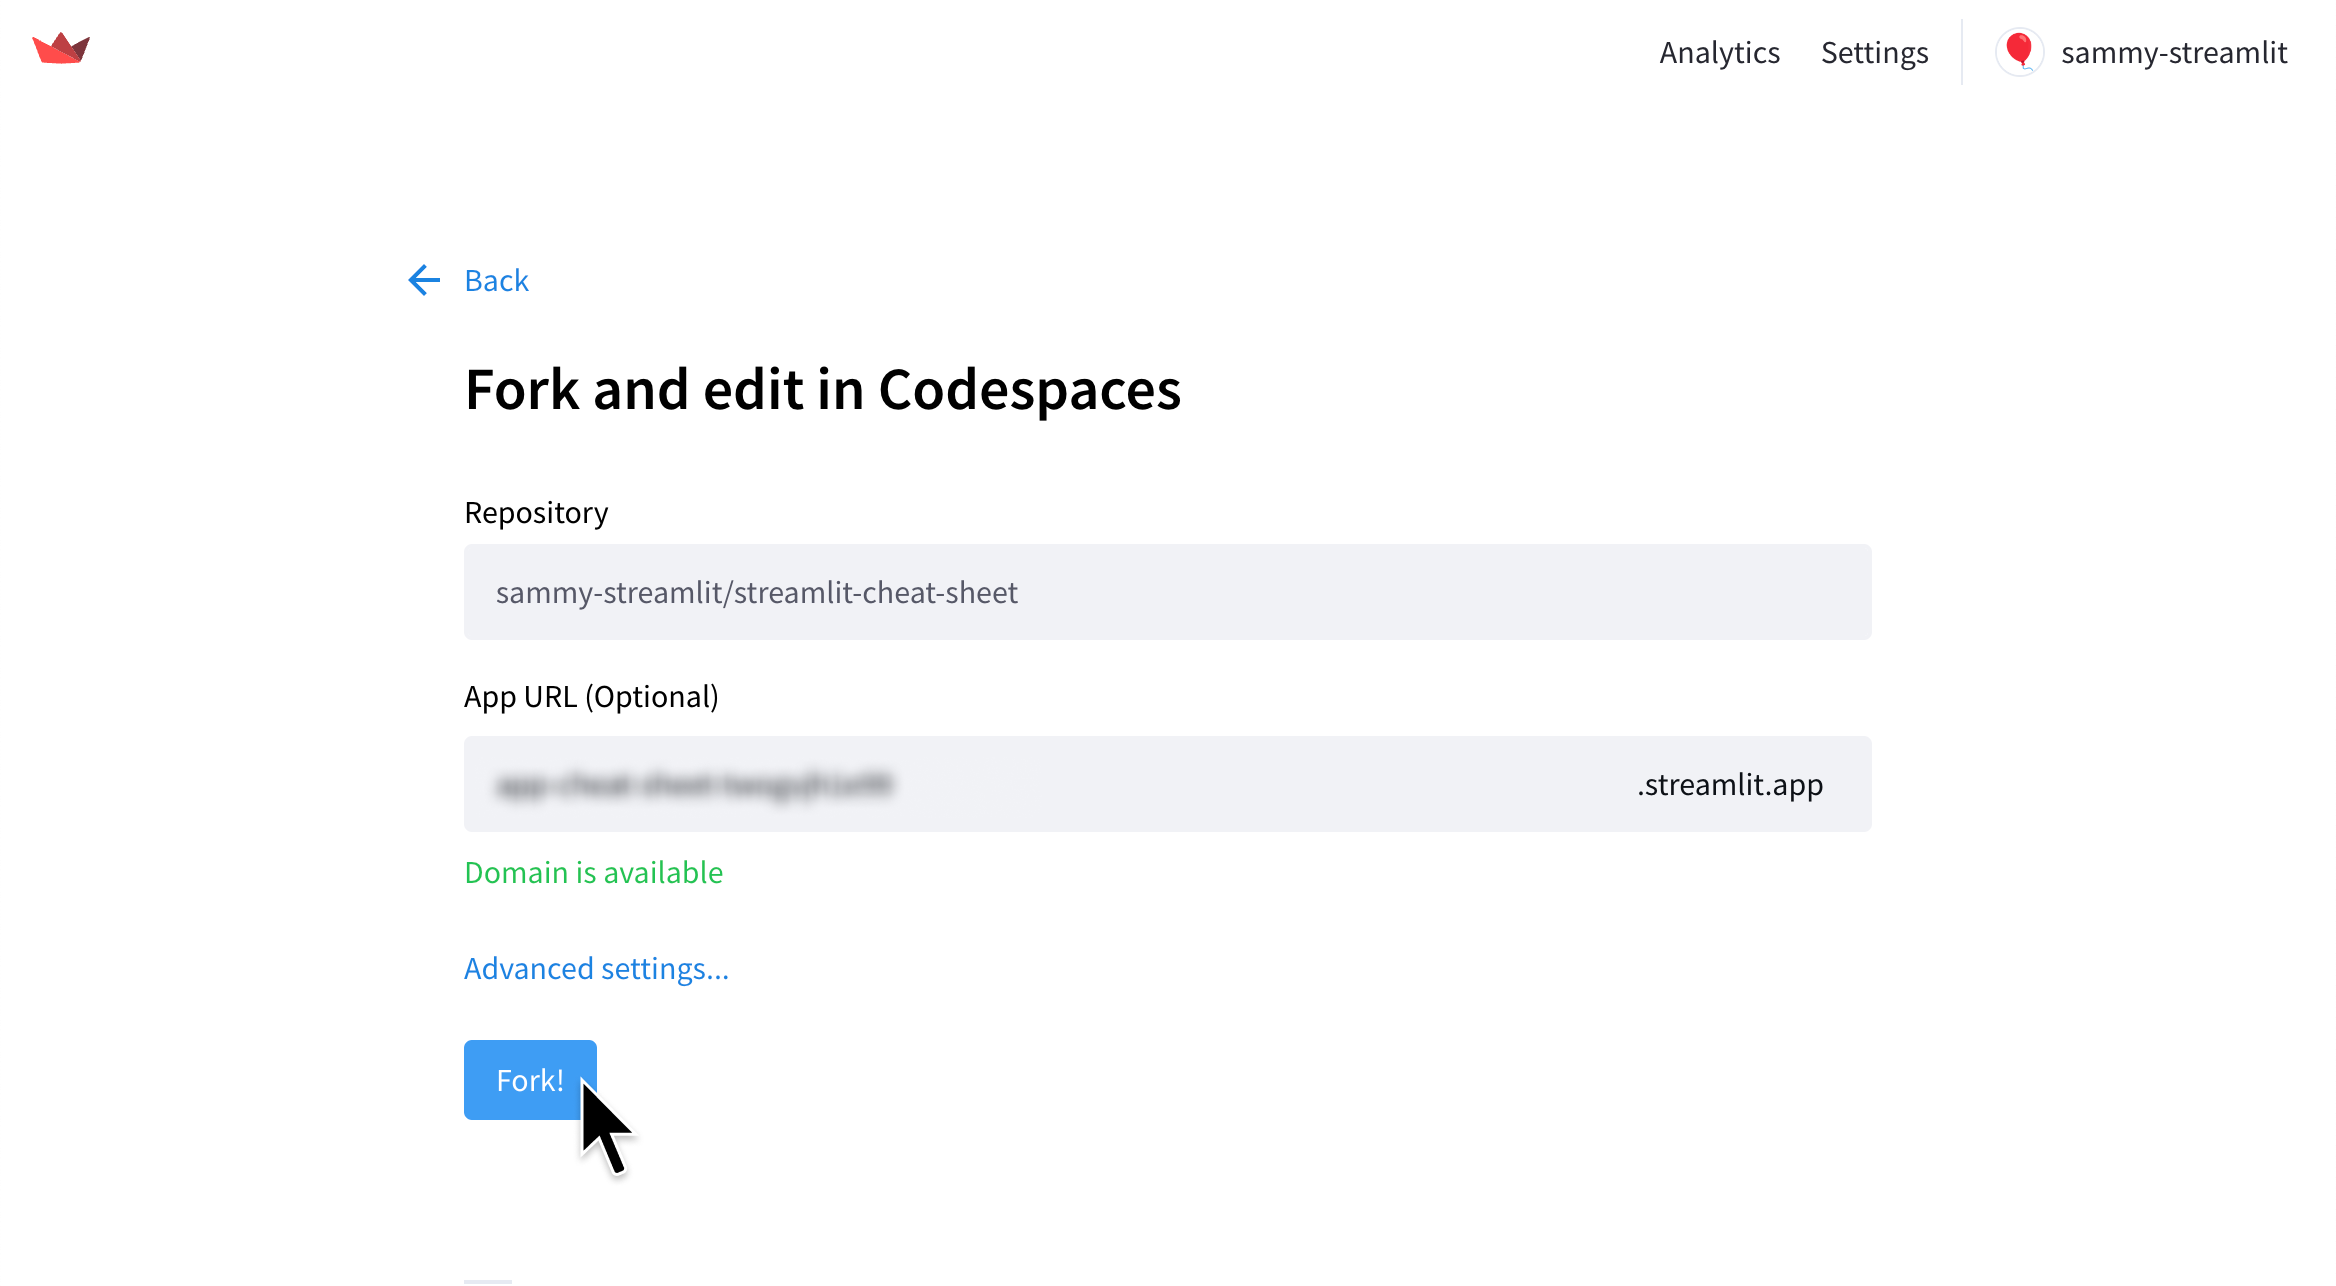 Analytics Settings sammy-streamlit
Back
Fork and edit in Codespaces
Repository
sammy-streamlit/streamlit-cheat-sheet
App URL (Optional)
.streamlit.app
Domain is available
Advanced settings...
Fork!